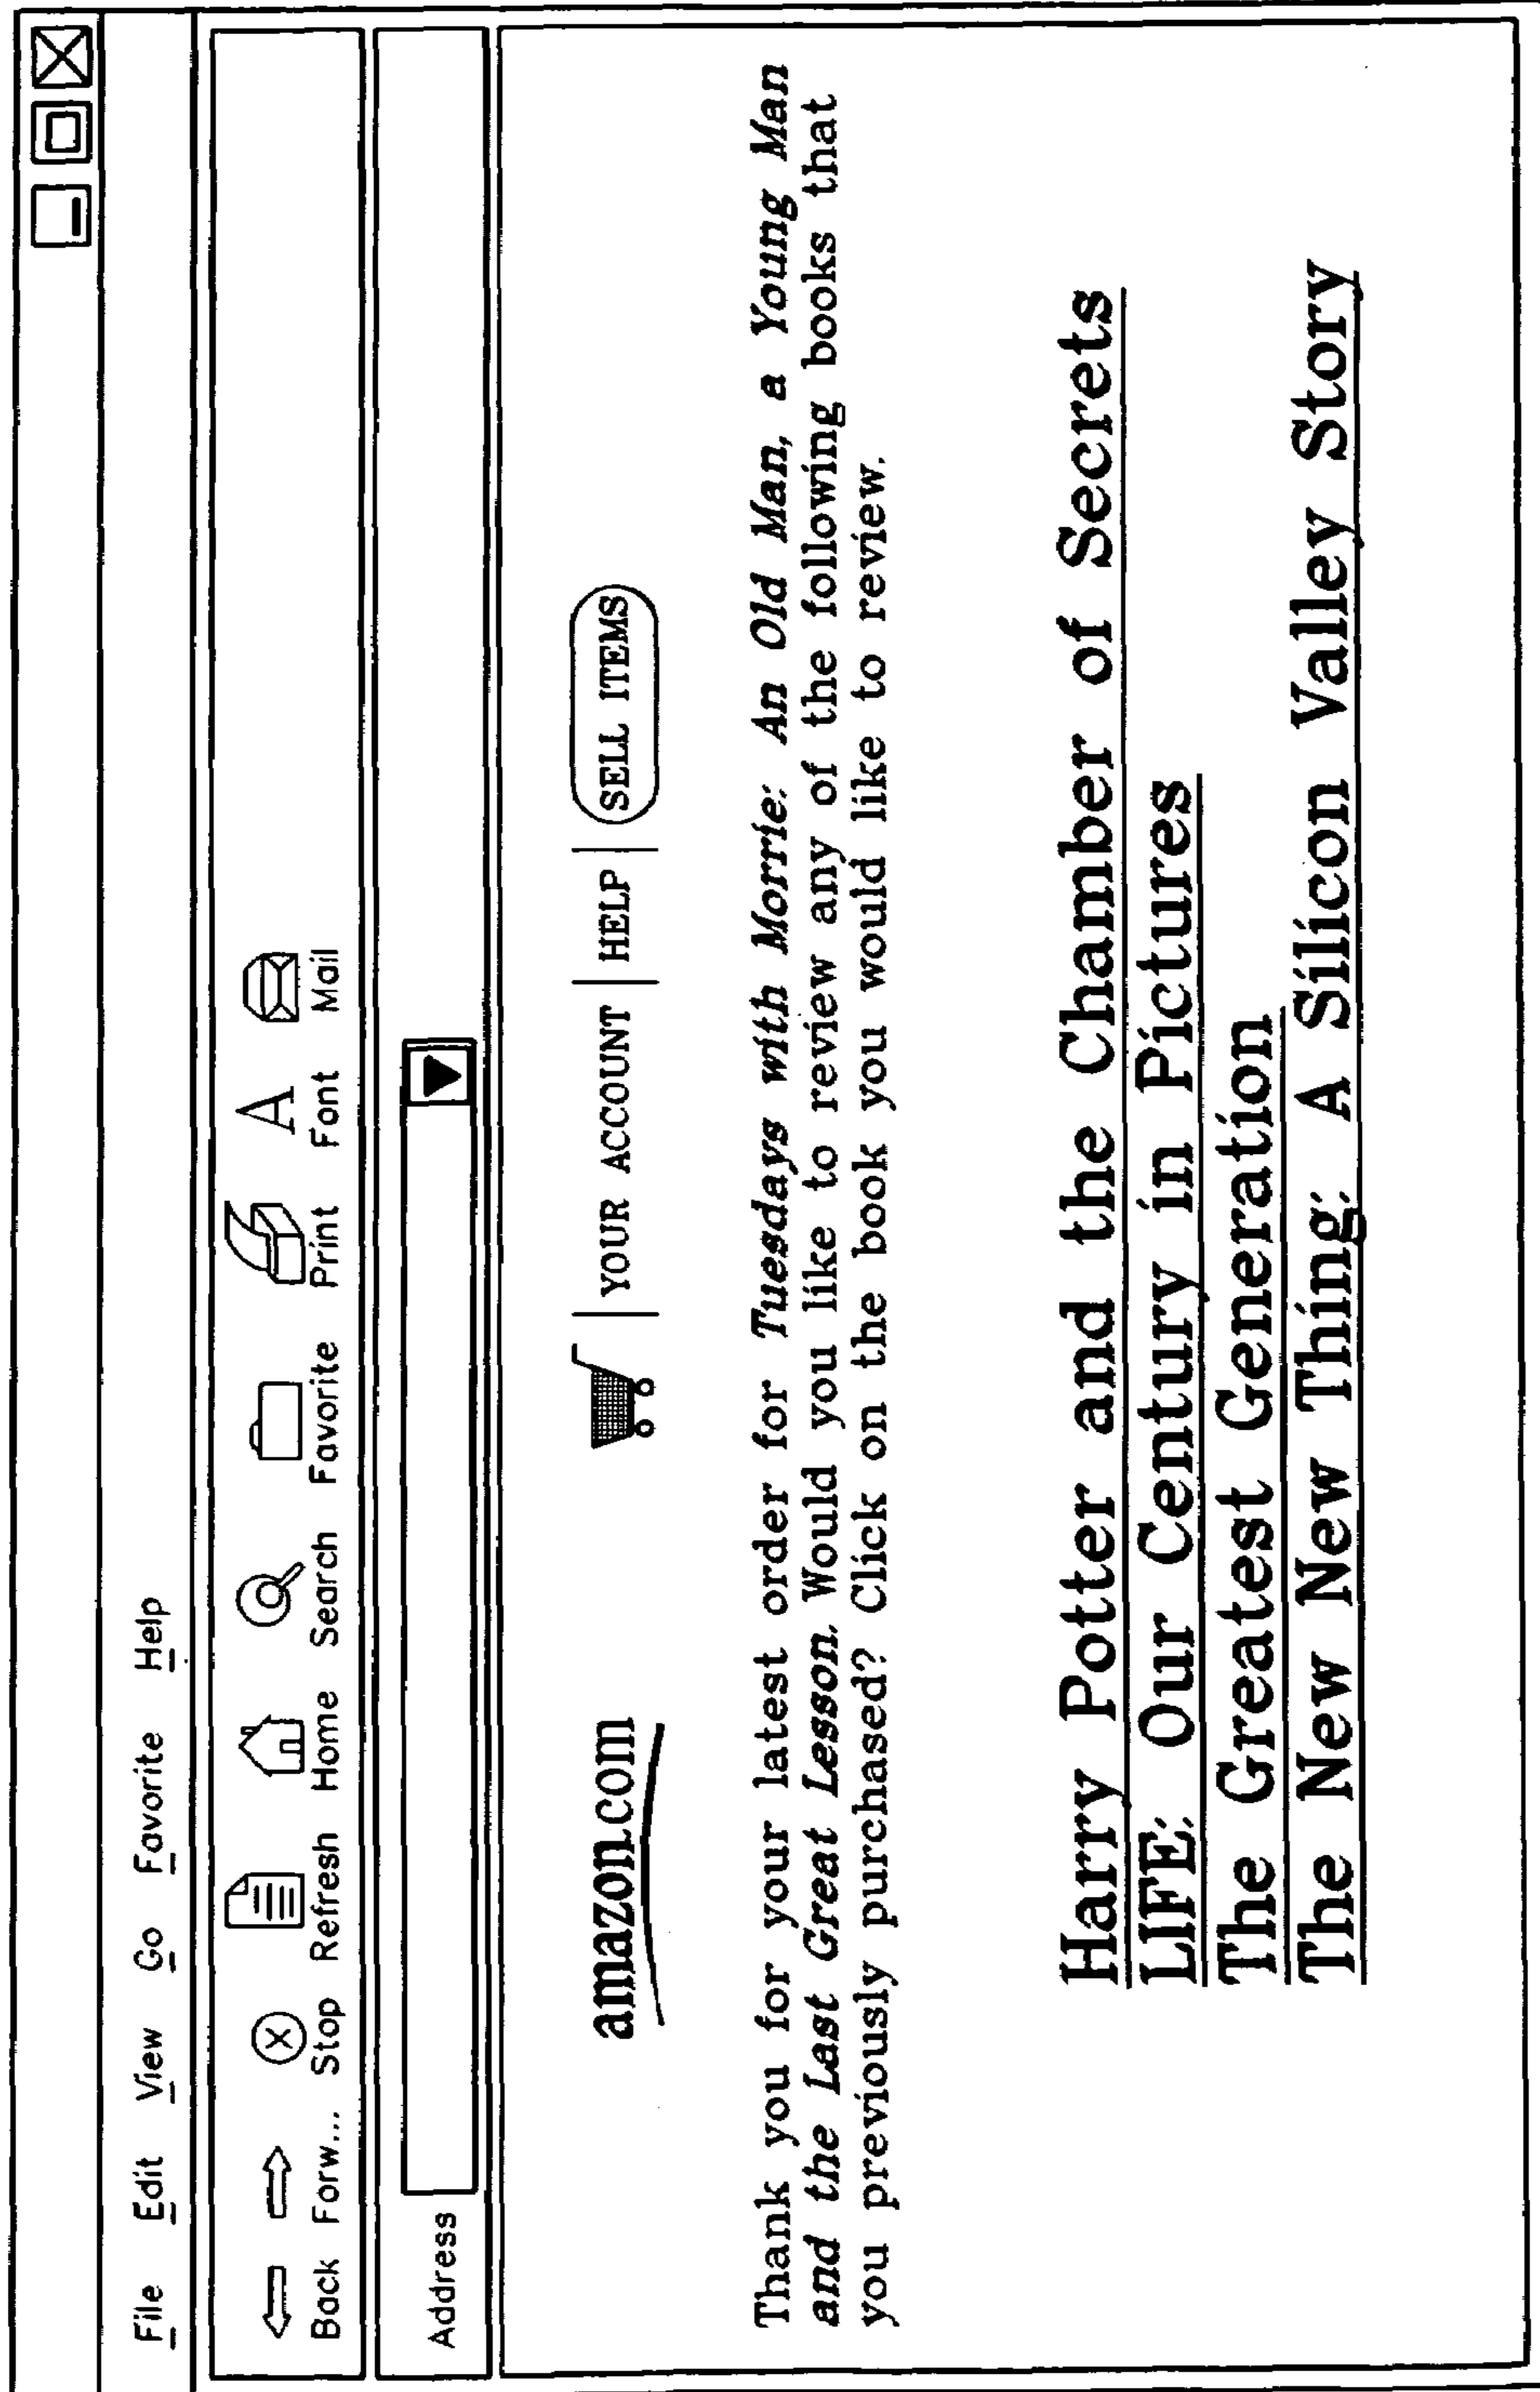 File Edit View Go Favorite Help
Back Forw... Stop Refresh Home Search Favorite Print Font Mail
Address
amazon.com YOUR ACCOUNT HELP SELL ITEMS
Thank you for your latest order for Tuesdays with Morrie: An Old Man, a Young Man
and the Last Great Lesson. Would you like to review any of the following books that
you previously purchased? Click on the book you would like to review.
Harry Potter and the Chamber of Secrets
LIFE: Our Century in Pictures
The Greatest Generation
The New New Thing: A Silicon Valley Story